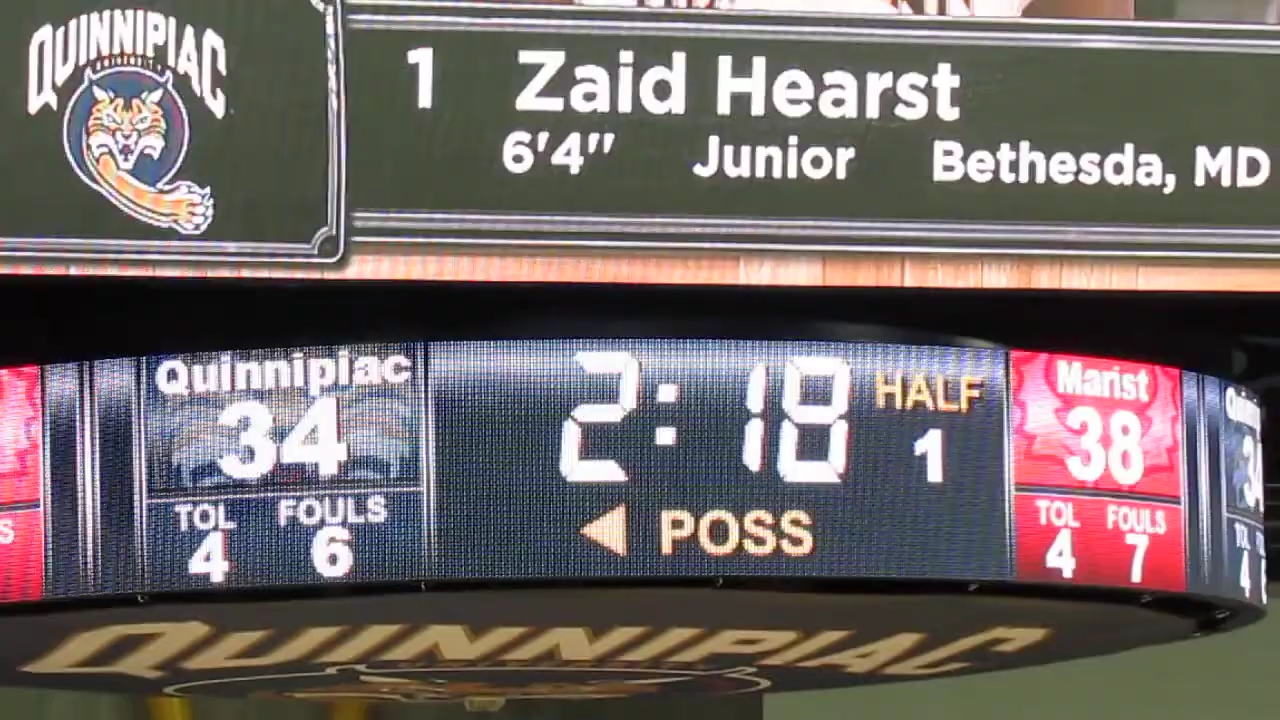 QUINNIPIAC
1 Zaid Hearst
6'4" Junior Bethesda, MD
Quinnipiac
34
TOL FOULS
4 6
2:18
HALF
1
POSS
Marist
38
TOL FOULS
4 7
QUINNIPIAC